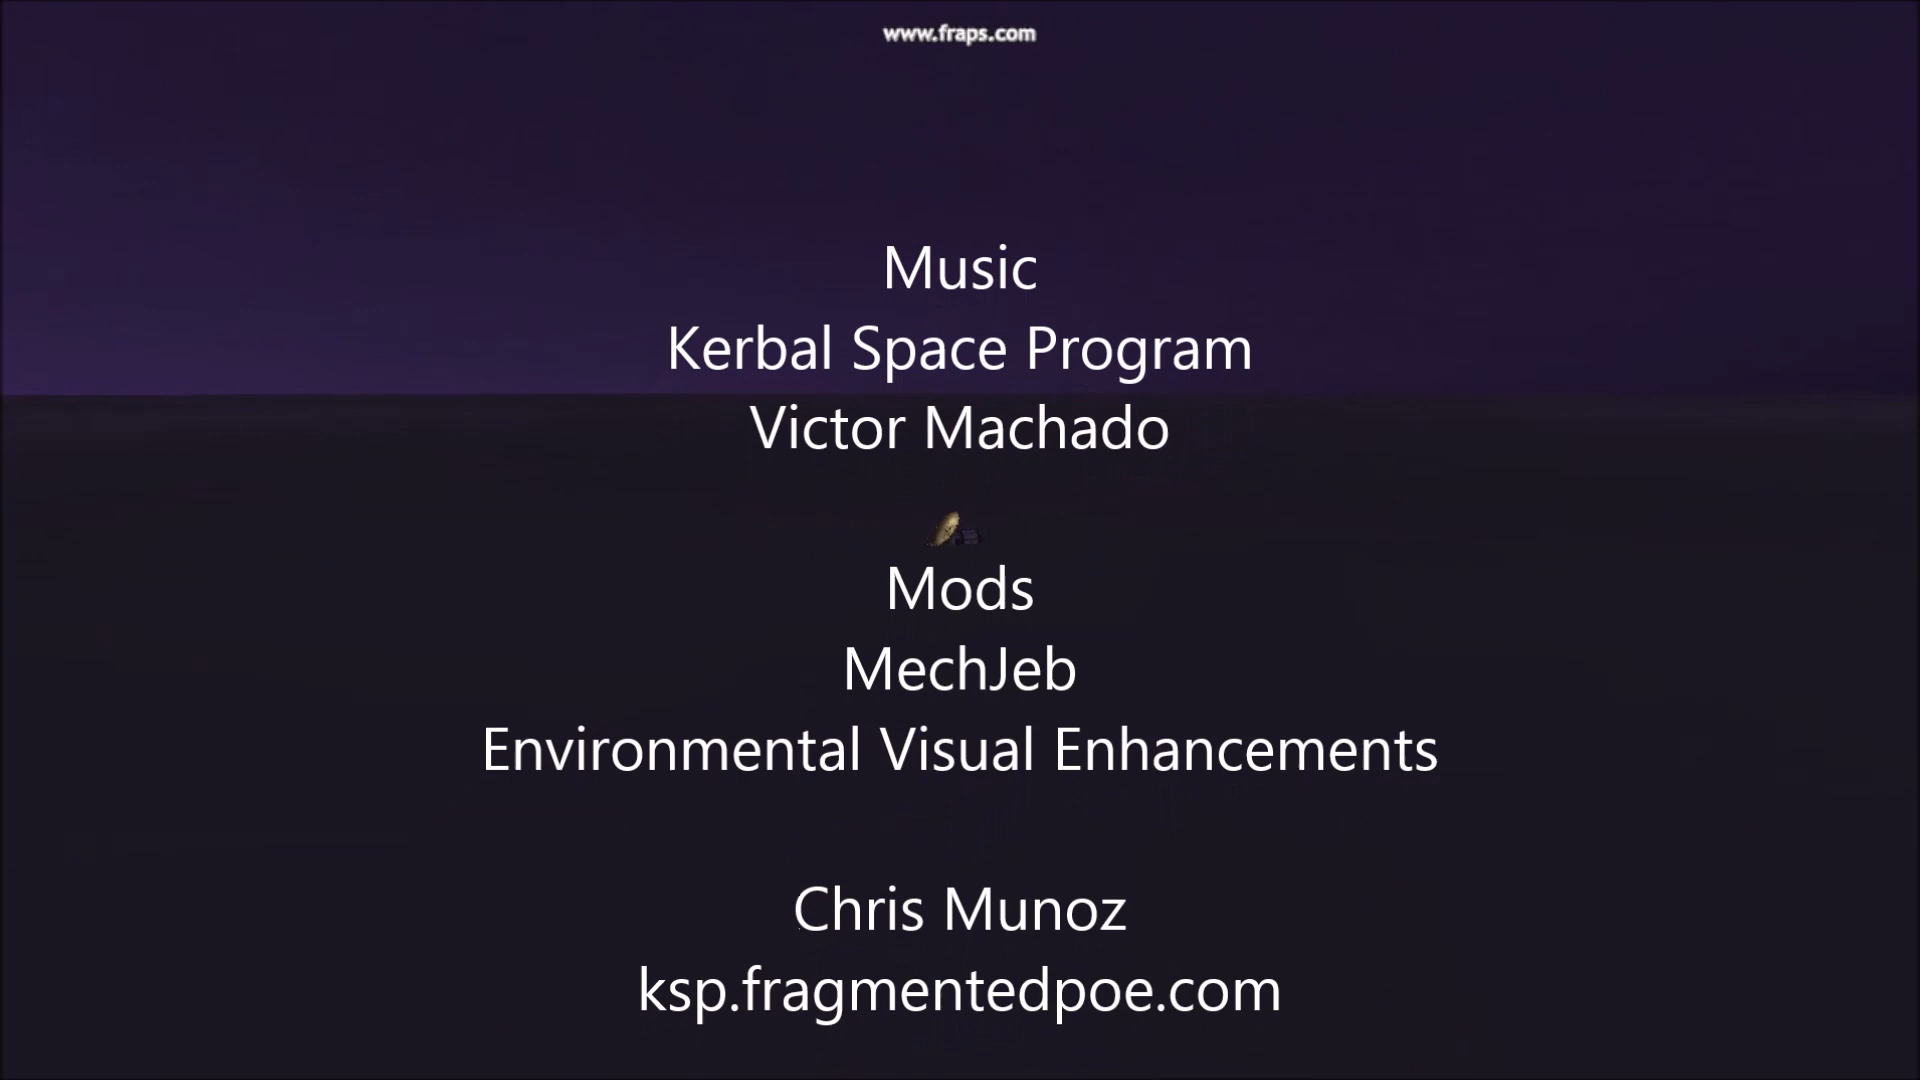 www.fraps.com
Music
Kerbal Space Program
Victor Machado
Mods
MechJeb
Environmental Visual Enhancements
Chris Munoz
ksp.fragmentedpoe.com